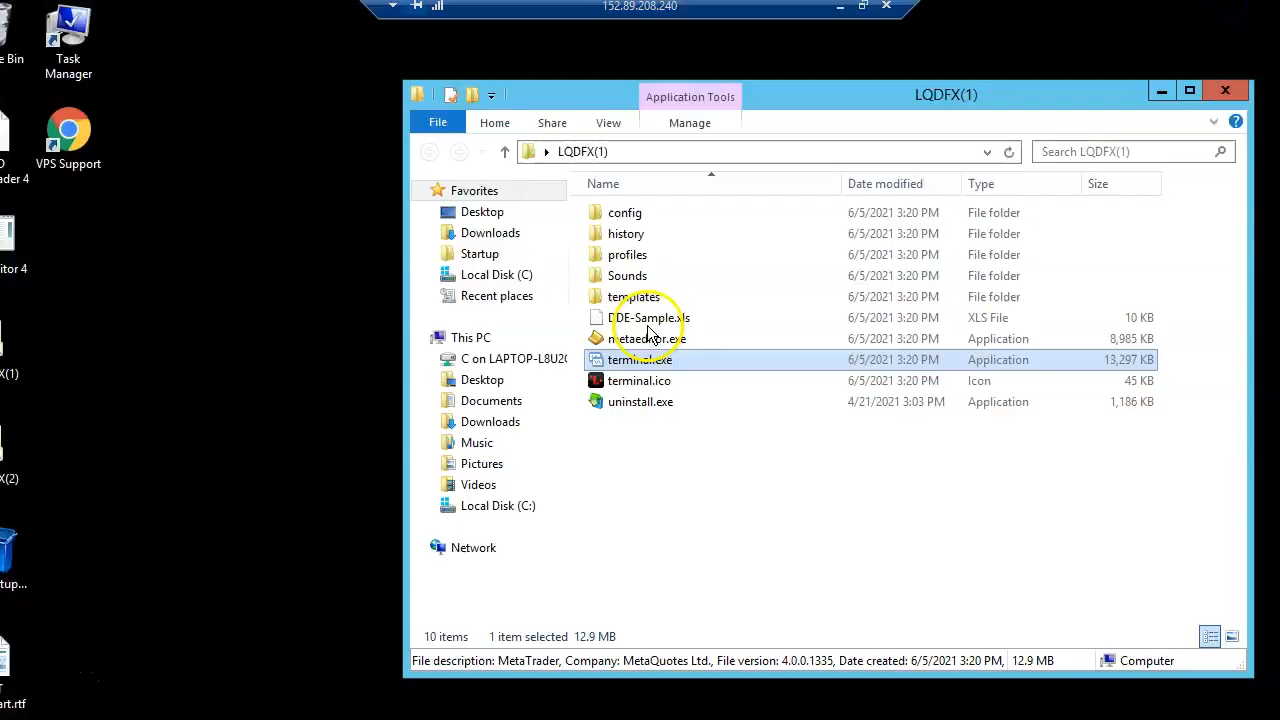 152.89.208.240
e Bin
Task
Manager
LQDFX(1)
Application Tools
File
Home
Share
View
Manage
VPS Support
LQDFX(1)
Search LQDFX(1)
ader 4
Name
Date modified
Type
Size
Favorites
Desktop
Downloads
Startup
Local Disk (C)
Recent places
This PC
C on LAPTOP-L8U2
Desktop
Documents
Downloads
Music
Pictures
Videos
Local Disk (C:)
Network
config 6/5/2021 3:20 PM File folder
history 6/5/2021 3:20 PM File folder
profiles 6/5/2021 3:20 PM File folder
Sounds 6/5/2021 3:20 PM File folder
templates 6/5/2021 3:20 PM File folder
DDE-Sample.xls 6/5/2021 3:20 PM XLS File 10 KB
metaeditor.exe 6/5/2021 3:20 PM Application 8,985 KB
terminal.exe 6/5/2021 3:20 PM Application 13,297 KB
terminal.ico 6/5/2021 3:20 PM Icon 45 KB
uninstall.exe 4/21/2021 3:03 PM Application 1,186 KB
itor 4
X(1)
X(2)
tup...
art.rtf
10 items 1 item selected 12.9 MB
File description: MetaTrader, Company: MetaQuotes Ltd., File version: 4.0.0.1335, Date created: 6/5/2021 3:20 PM, 12.9 MB Computer